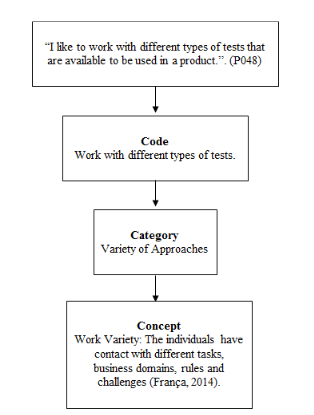 “I like to work with different types of tests that
are available to be used in a product.”. (P048)
Code
Work with different types of tests.
Category
Variety of Approaches
Concept
Work Variety: The individuals have
contact with different tasks,
business domains, rules and
challenges (França, 2014).